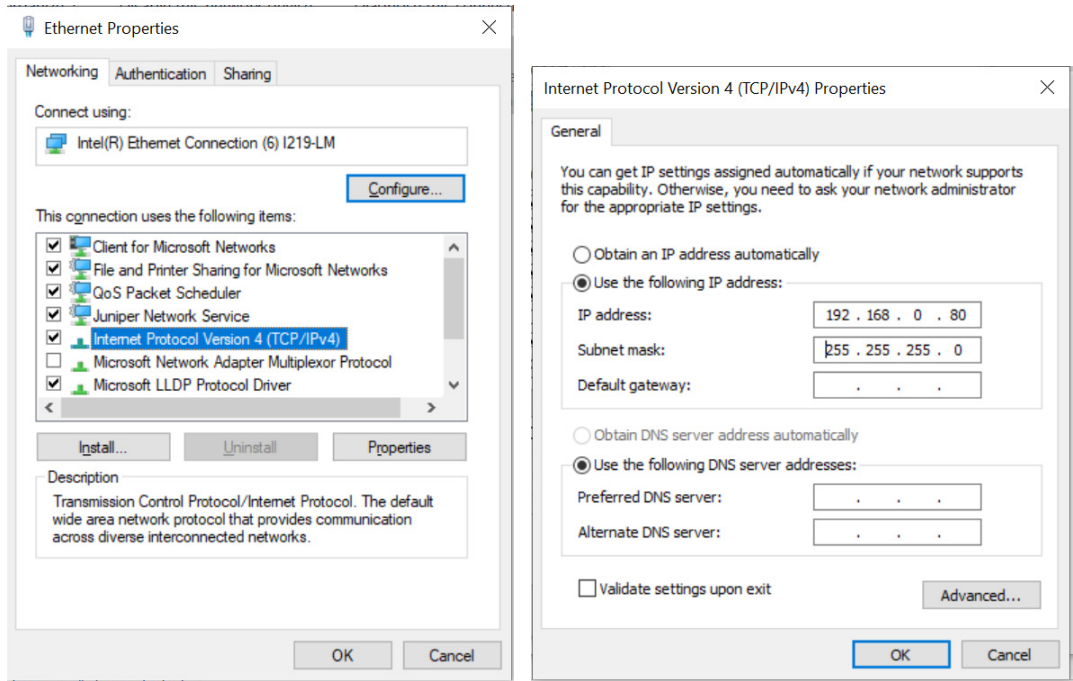 Ethernet Properties
Networking
Authentication
Sharing
Connect using:
Intel(R) Ethernet Connection (6) I219-LM
Configure...
This connection uses the following items:
Client for Microsoft Networks
File and Printer Sharing for Microsoft Networks
QoS Packet Scheduler
Juniper Network Service
Internet Protocol Version 4 (TCP/IPv4)
Microsoft Network Adapter Multiplexor Protocol
Microsoft LLDP Protocol Driver
Install...
Uninstall
Properties
Description
Transmission Control Protocol/Internet Protocol. The default
wide area network protocol that provides communication
across diverse interconnected networks.
OK
Cancel
Internet Protocol Version 4 (TCP/IPv4) Properties
General
You can get IP settings assigned automatically if your network supports
this capability. Otherwise, you need to ask your network administrator
for the appropriate IP settings.
Obtain an IP address automatically
Use the following IP address:
IP address:
192 . 168 . 0 . 80
Subnet mask:
255 . 255 . 255 . 0
Default gateway:
. . .
Obtain DNS server address automatically
Use the following DNS server addresses:
Preferred DNS server:
. . .
Alternate DNS server:
. . .
Validate settings upon exit
Advanced...
OK
Cancel